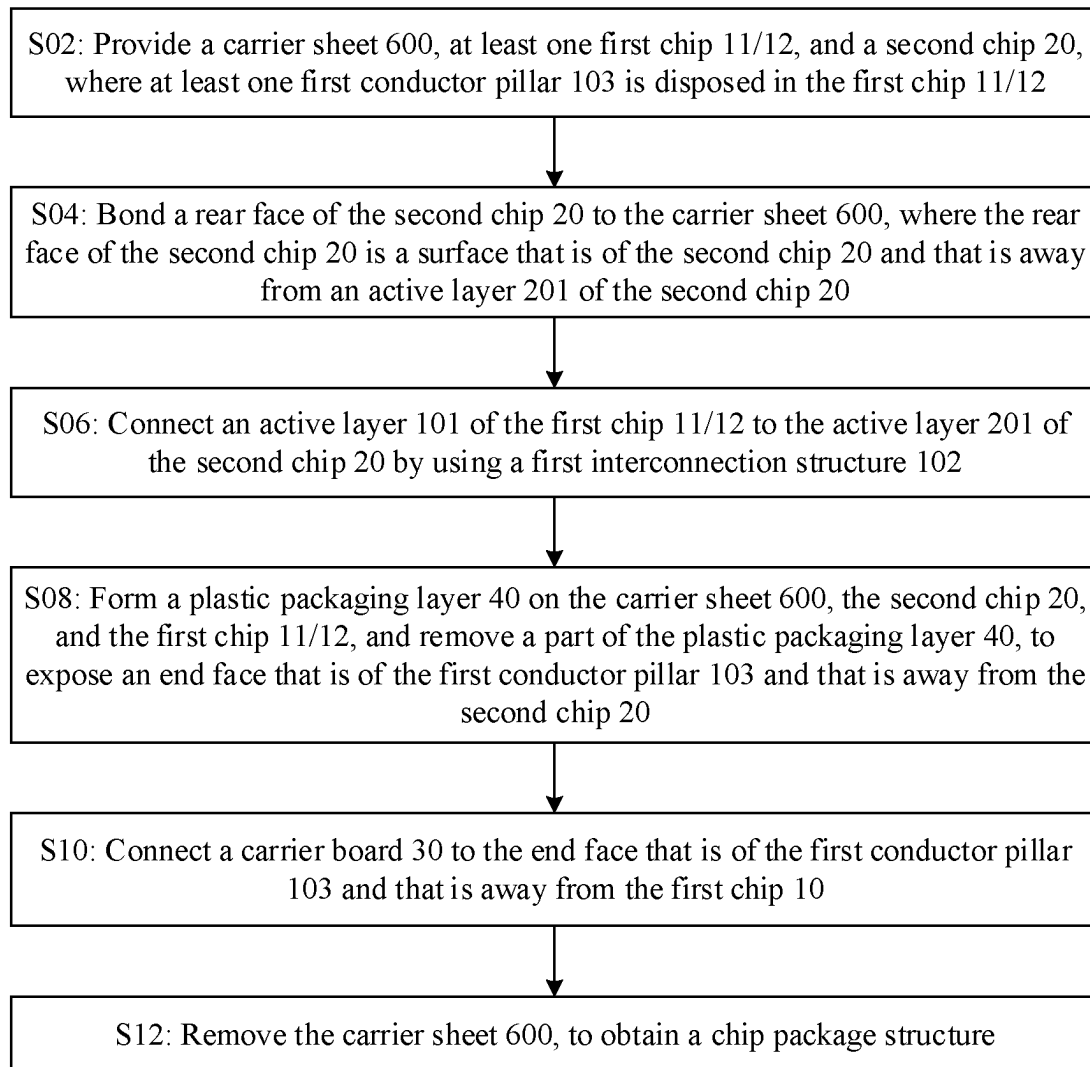 S02: Provide a carrier sheet 600, at least one first chip 11/12, and a second chip 20,
where at least one first conductor pillar 103 is disposed in the first chip 11/12
S04: Bond a rear face of the second chip 20 to the carrier sheet 600, where the rear
face of the second chip 20 is a surface that is of the second chip 20 and that is away
from an active layer 201 of the second chip 20
S06: Connect an active layer 101 of the first chip 11/12 to the active layer 201 of
the second chip 20 by using a first interconnection structure 102
S08: Form a plastic packaging layer 40 on the carrier sheet 600, the second chip 20,
and the first chip 11/12, and remove a part of the plastic packaging layer 40, to
expose an end face that is of the first conductor pillar 103 and that is away from the
second chip 20
S10: Connect a carrier board 30 to the end face that is of the first conductor pillar
103 and that is away from the first chip 10
S12: Remove the carrier sheet 600, to obtain a chip package structure